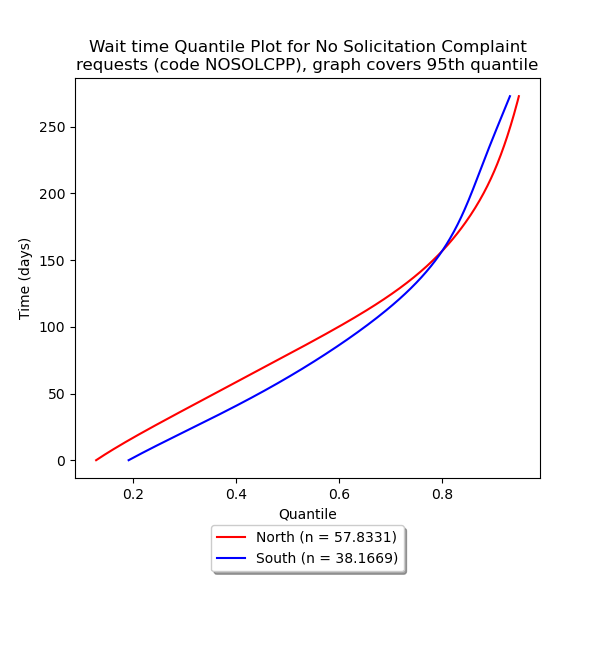 Wait time Quantile Plot for No Solicitation Complaint
requests (code NOSOLCPP), graph covers 95th quantile
250
200
150
100
50
0
Time (days)
0.2 0.4 0.6 0.8
Quantile
North (n = 57.8331)
South (n = 38.1669)